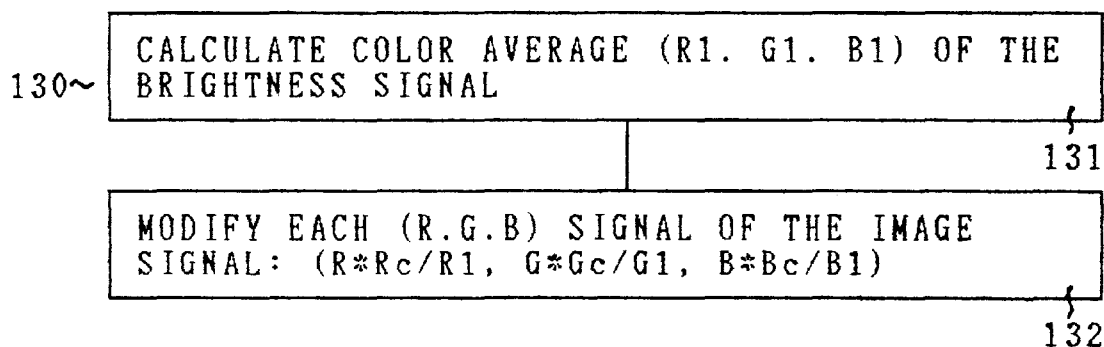 CALCULATE COLOR AVERAGE (R1. G1. B1) OF THE
130~ BRIGHTNESS SIGNAL
131
MODIFY EACH (R.G.B) SIGNAL OF THE IMAGE
SIGNAL: (R*Rc/R1, G*Gc/G1, B*Bc/B1)
132